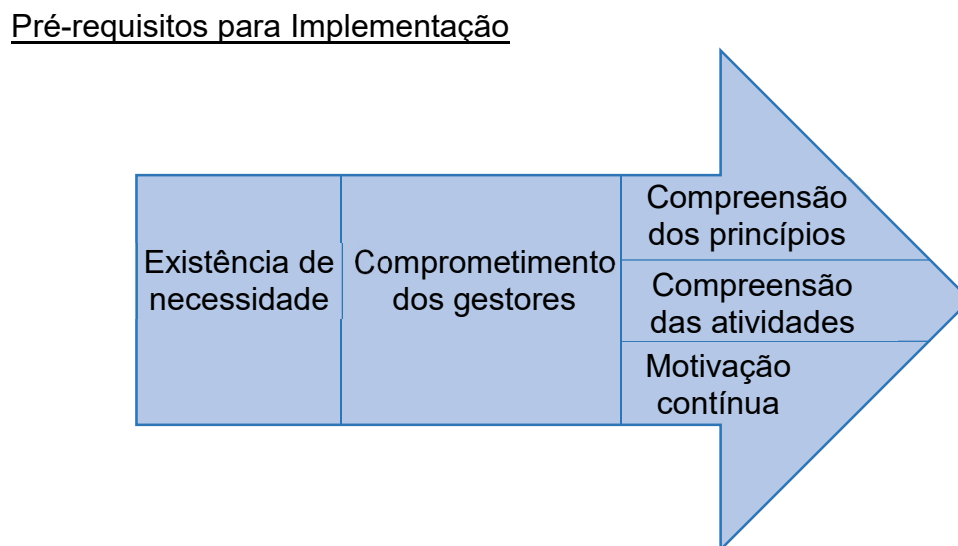 Pré-requisitos para Implementação
Existência de
necessidade
Comprometimento
dos gestores
Compreensão
dos princípios
Compreensão
das atividades
Motivação
contínua